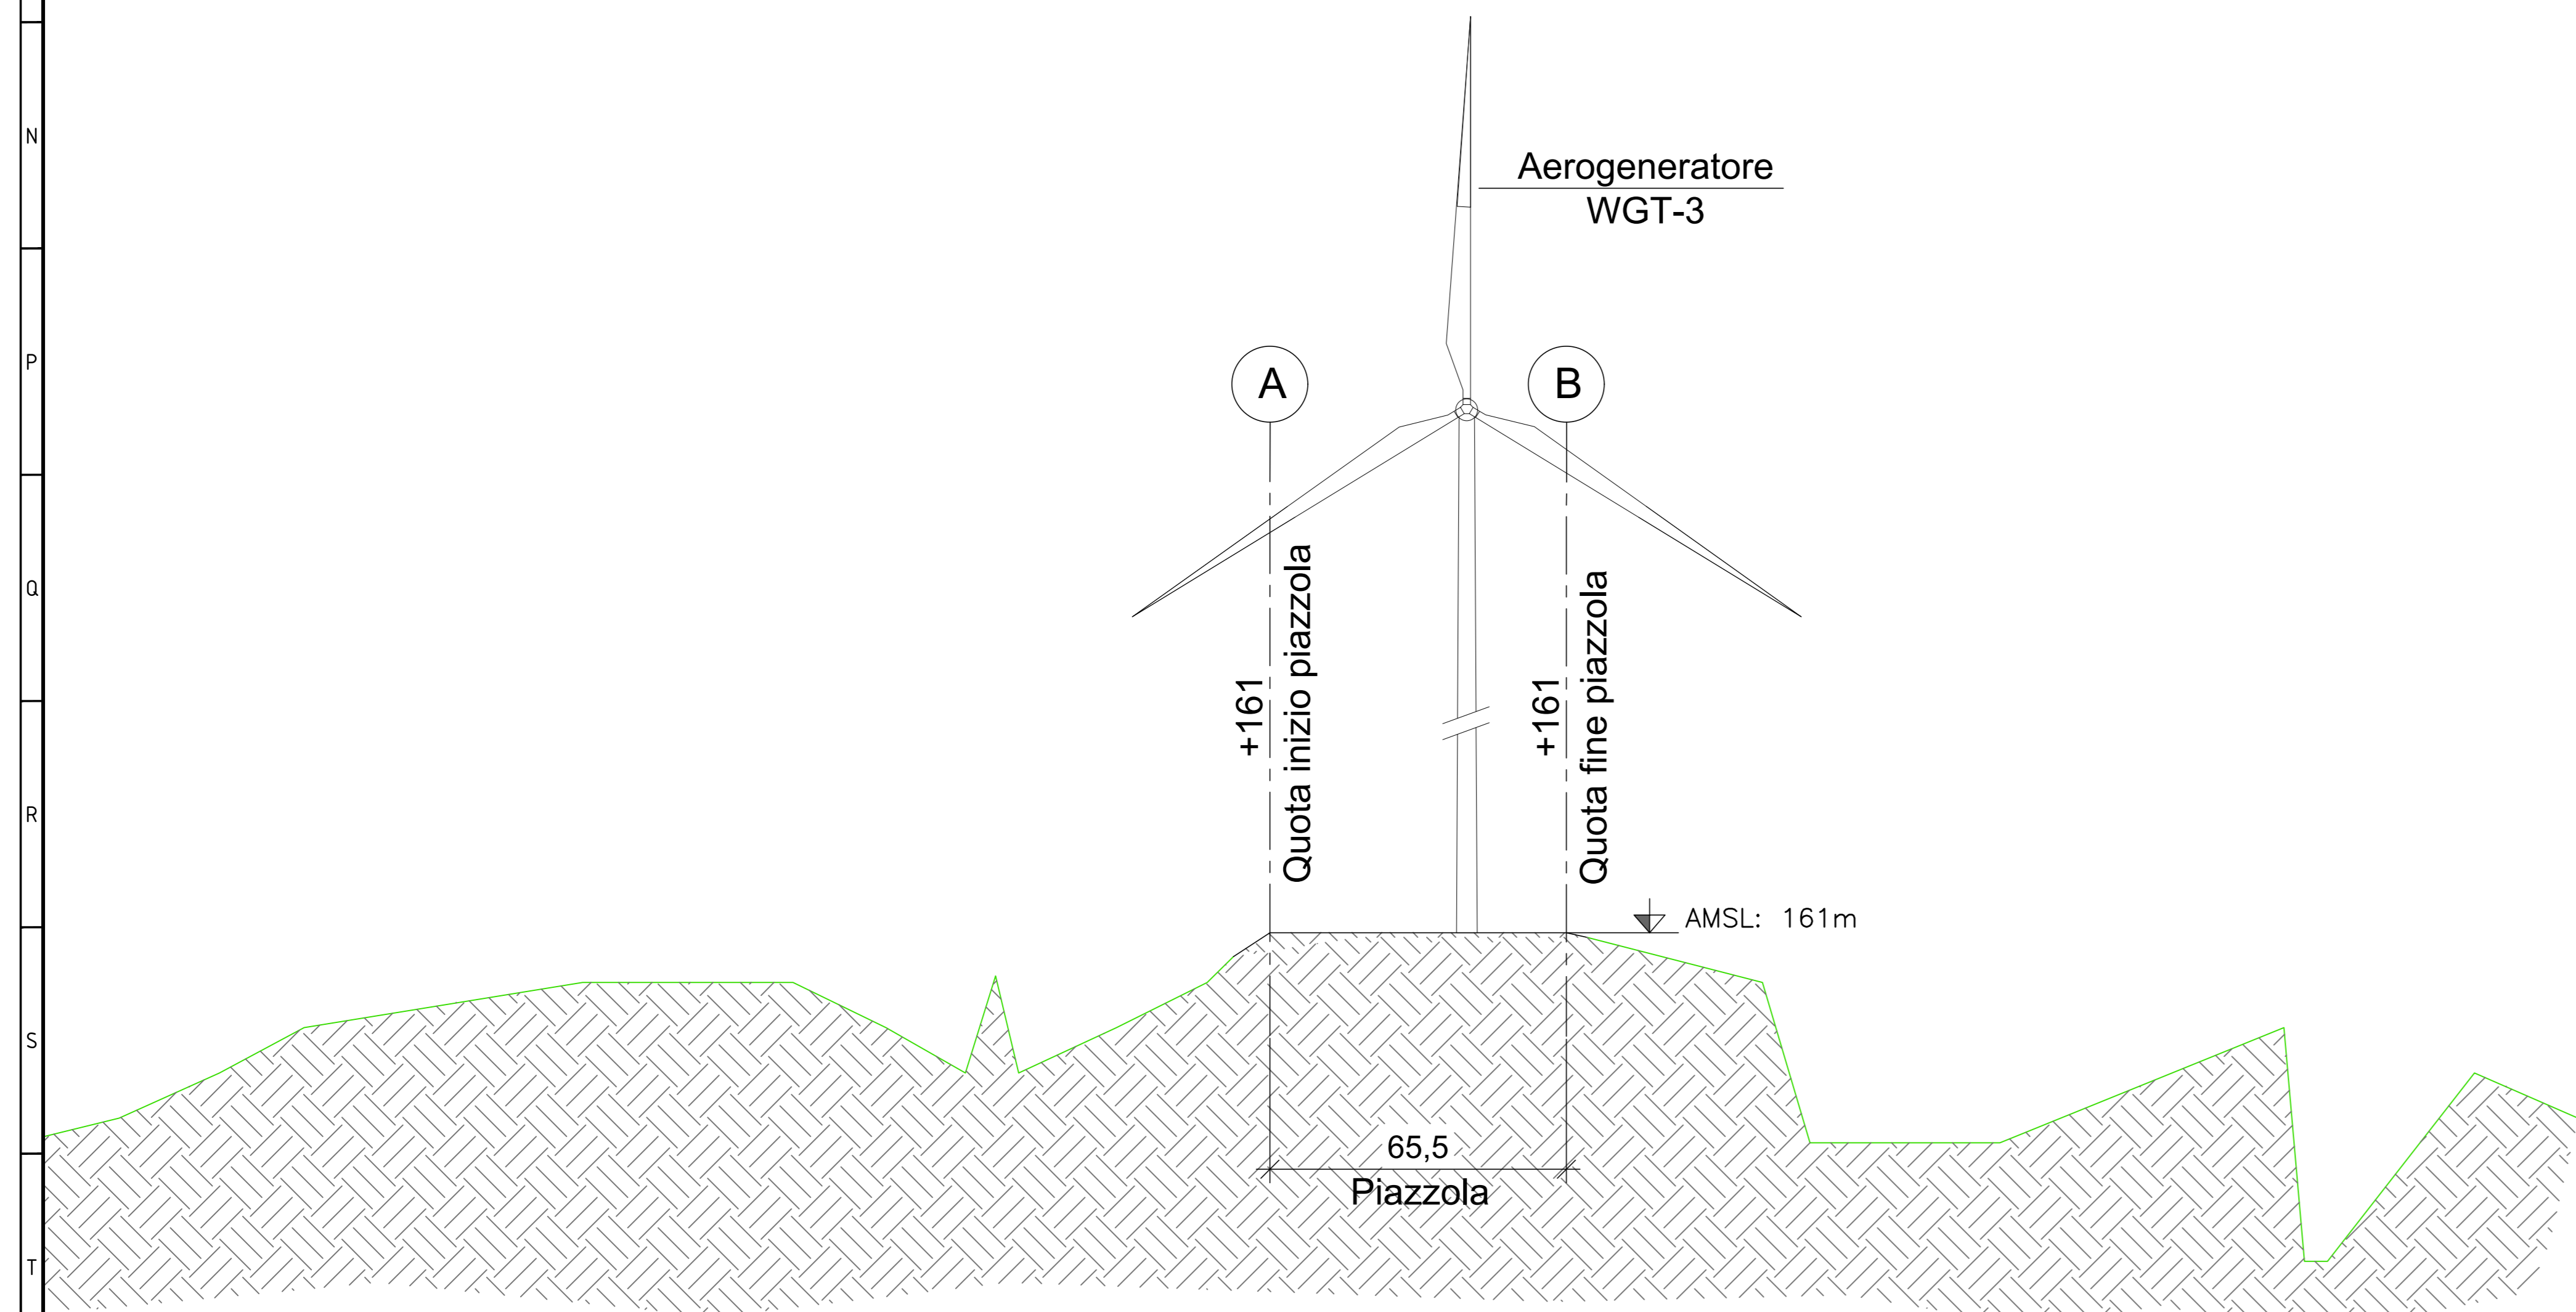 N
Aerogeneratore
WGT-3
P
A
B
Q
+161
Quota inizio piazzola
+161
Quota fine piazzola
R
AMSL: 161m
S
65,5
Piazzola
T